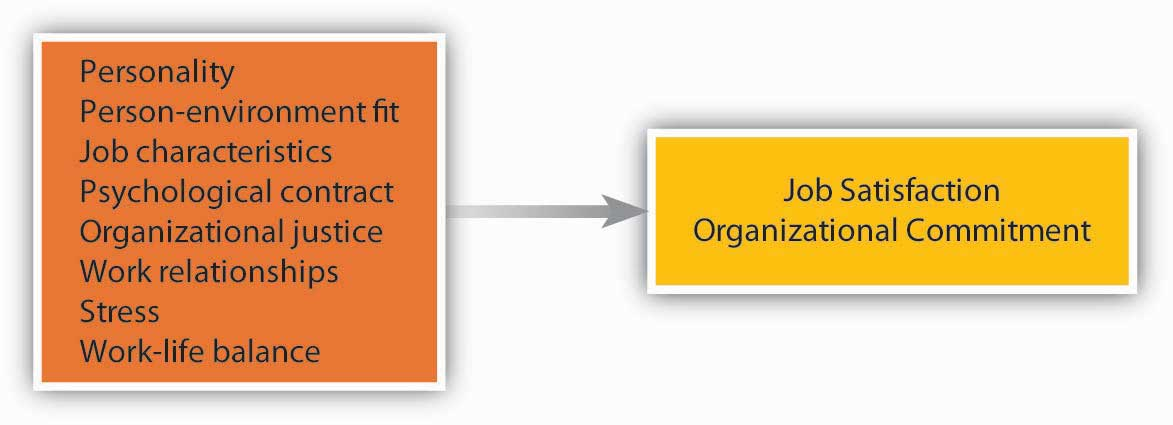 Personality
Person-environment fit
Job characteristics
Psychological contract
Organizational justice
Work relationships
Stress
Work-life balance
Job Satisfaction
Organizational Commitment